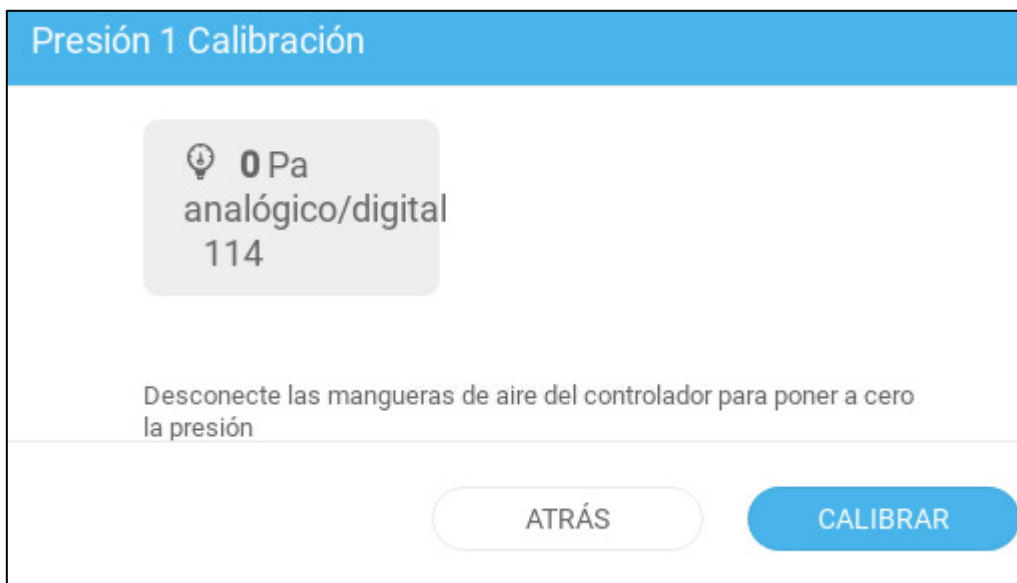 Presión 1 Calibración
0 Pa
analógico/digital
114
Desconecte las mangueras de aire del controlador para poner a cero
la presión
ATRÁS
CALIBRAR